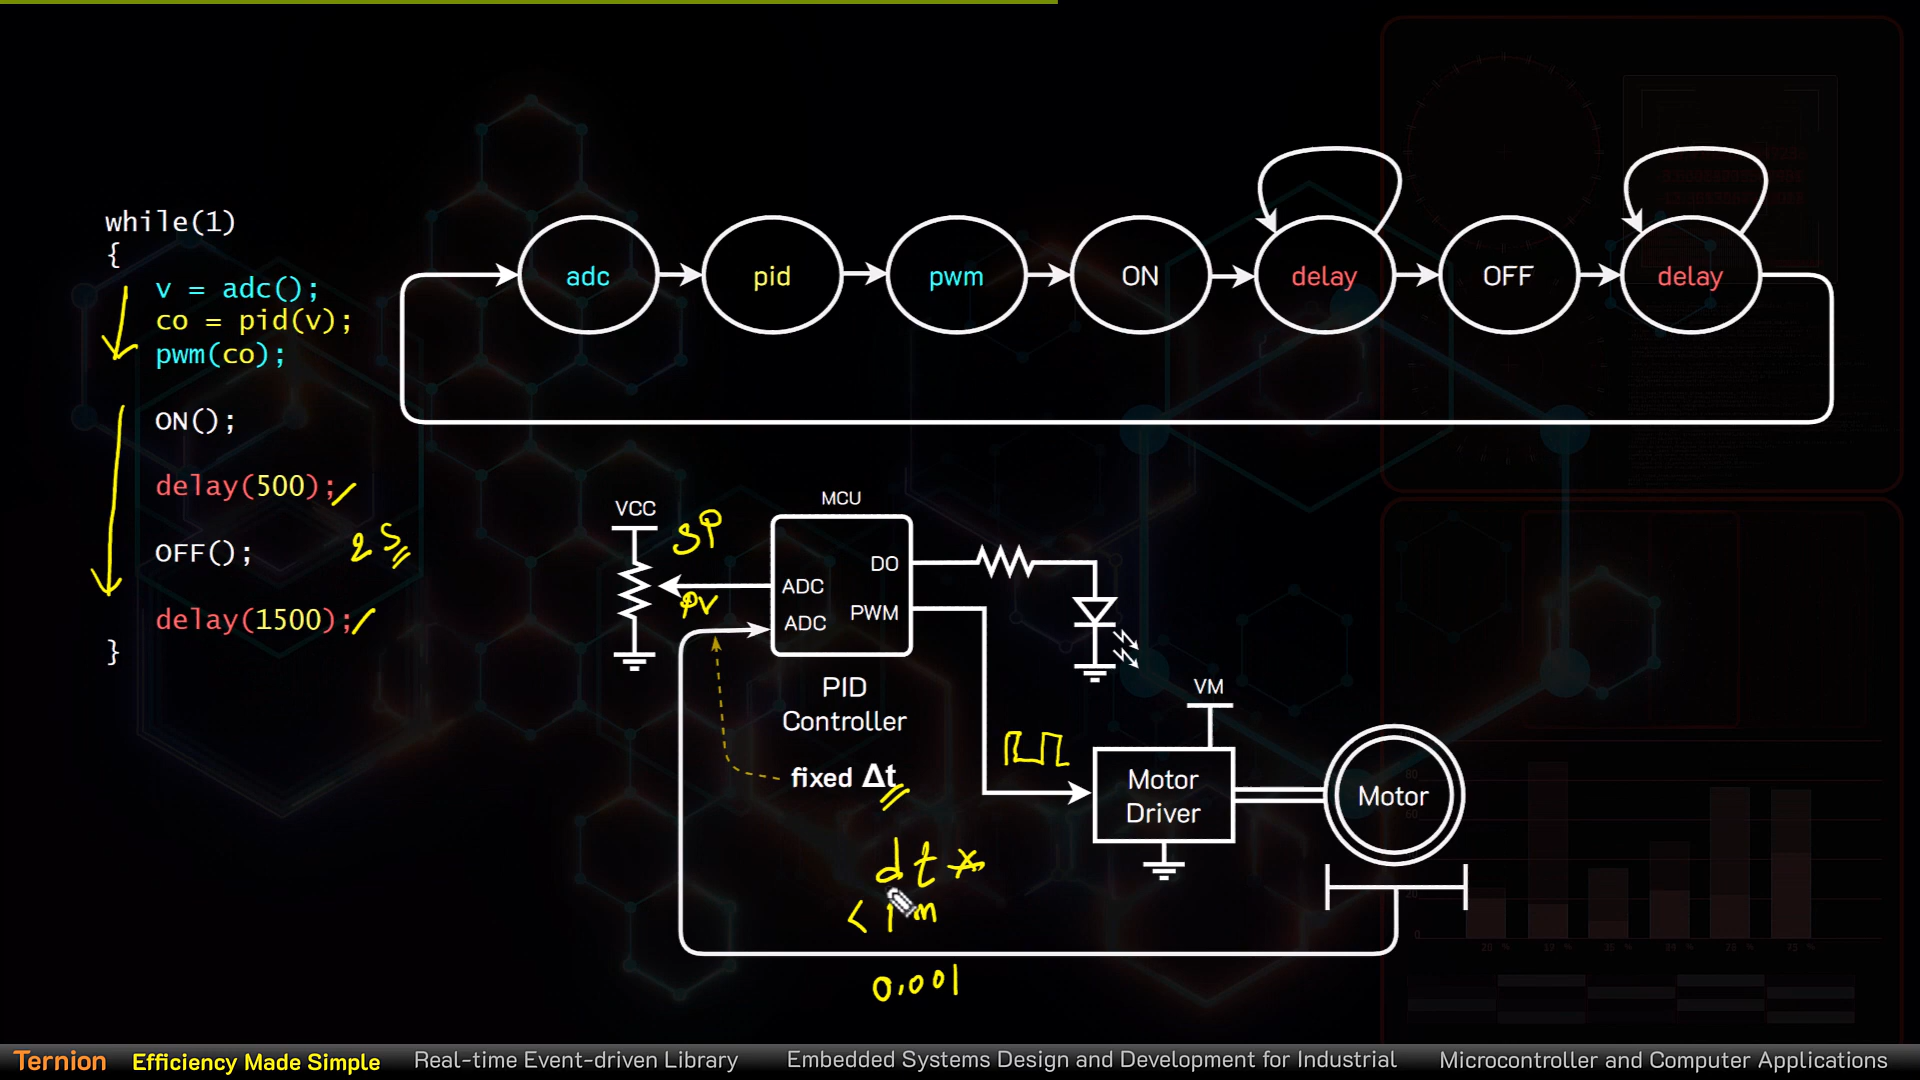 while(1)
{
v = adc();
co = pid(v);
pwm(co);
ON();
delay(500);
OFF();
delay(1500);
}
2 S
adc
pid
pwm
ON
delay
OFF
delay
VCC
SP
PV
MCU
DO
ADC
PWM
ADC
PID
Controller
fixed Δt
dt
< 1 m
0.001
VM
Motor
Driver
Motor
Ternion Efficiency Made Simple Real-time Event-driven Library Embedded Systems Design and Development for Industrial Microcontroller and Computer Applications